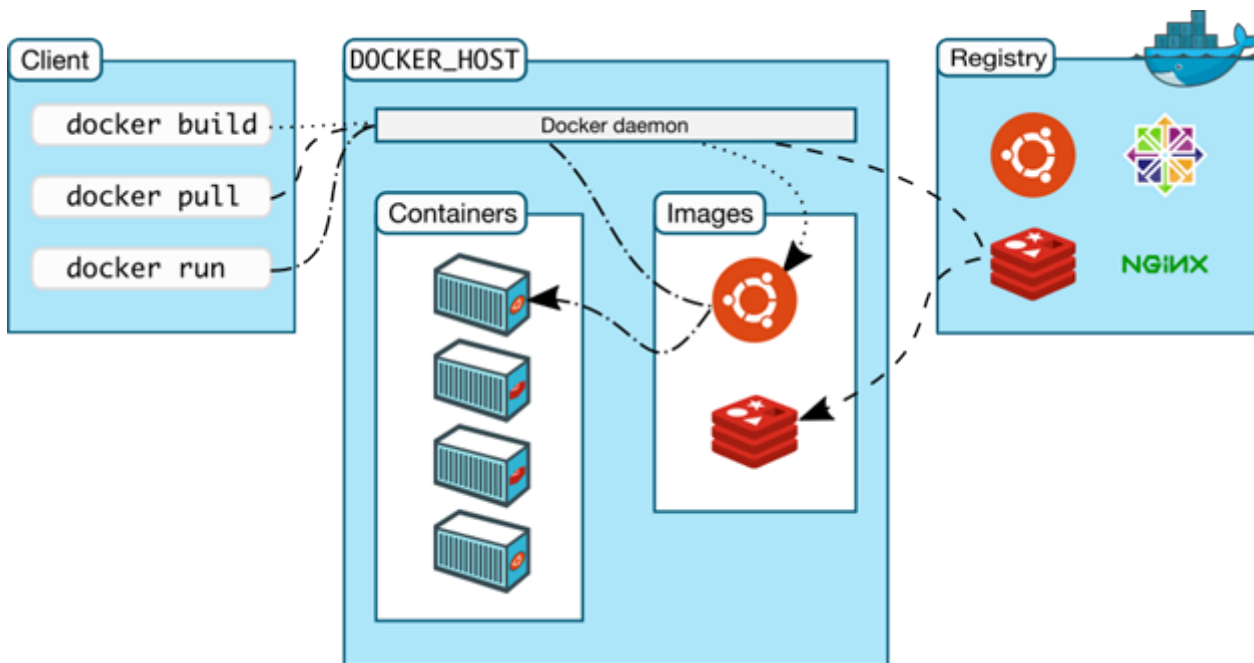 Client
docker build
docker pull
docker run
DOCKER_HOST
Docker daemon
Containers
Images
Registry
NGINX